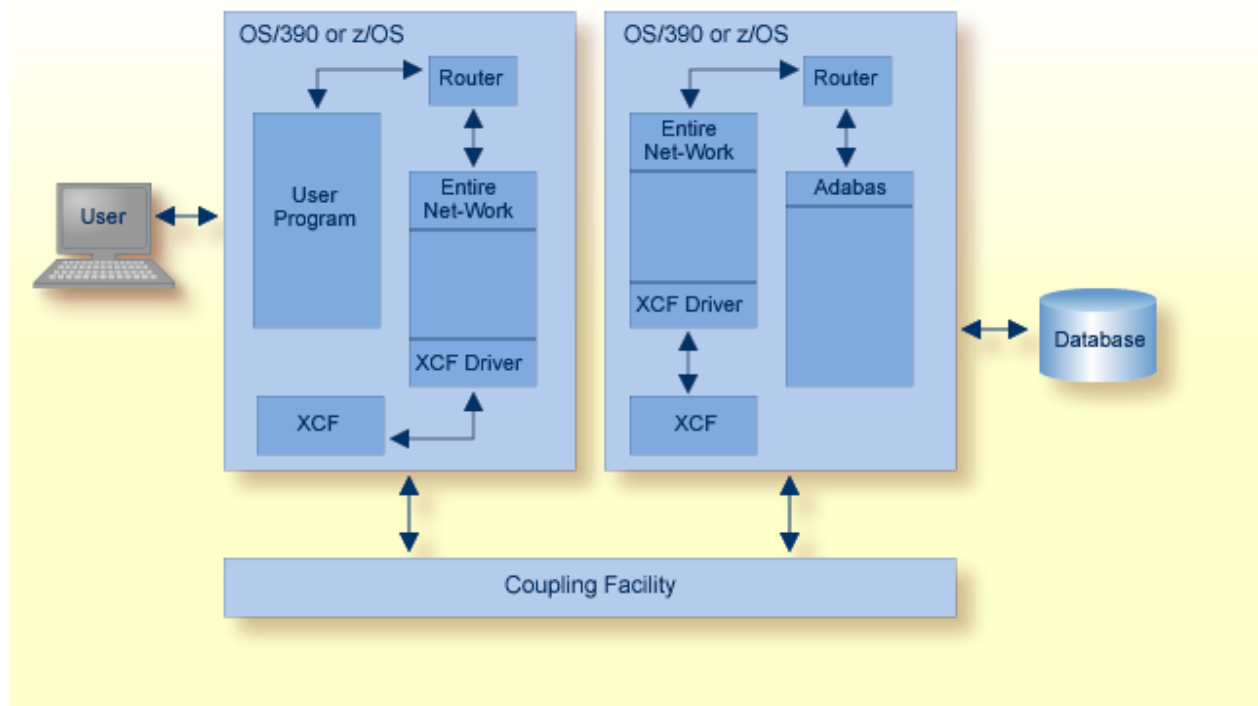 OS/390 or z/OS
Router
User
Program
Entire
Net-Work
XCF Driver
XCF
User
OS/390 or z/OS
Router
Entire
Net-Work
Adabas
XCF Driver
XCF
Database
Coupling Facility